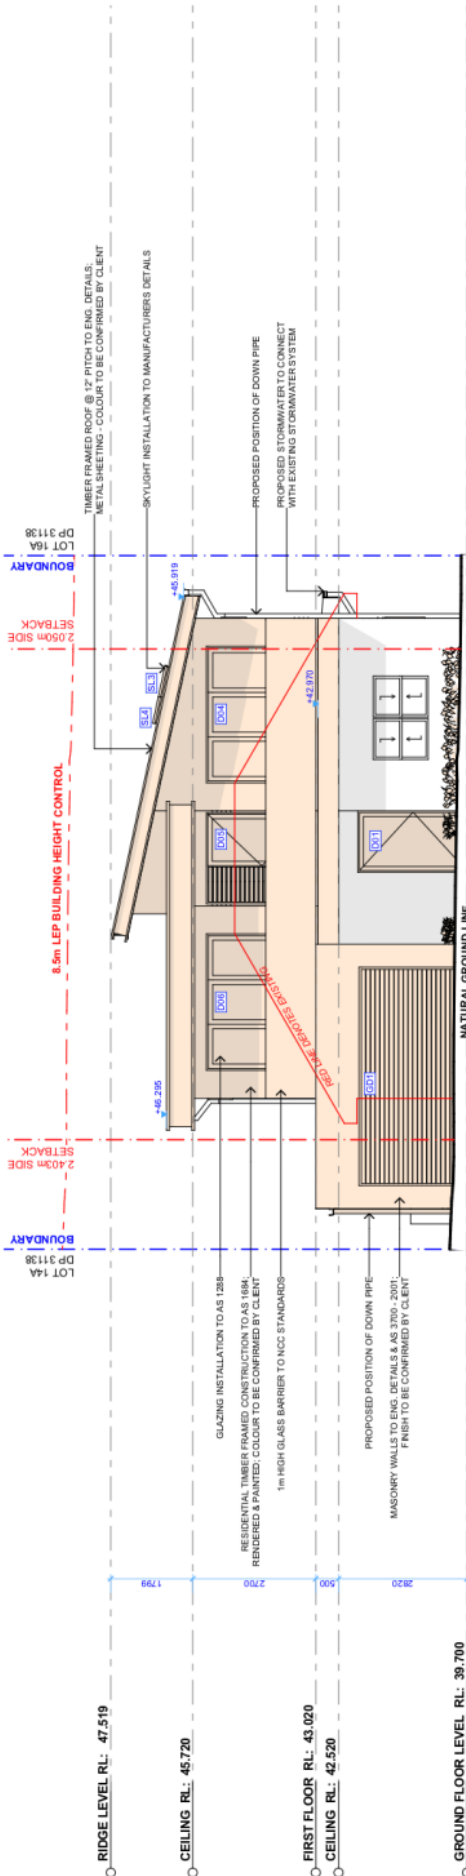 8.5m LEP BUILDING HEIGHT CONTROL
BOUNDARY
LOT 14A
DP 31138
2.403m SIDE
SETBACK
2.050m SIDE
SETBACK
BOUNDARY
LOT 16A
DP 31138
TIMBER FRAMED ROOF @ 12° PITCH TO ENG. DETAILS;
METAL SHEETING - COLOUR TO BE CONFIRMED BY CLIENT
SKYLIGHT INSTALLATION TO MANUFACTURERS DETAILS
PROPOSED POSITION OF DOWN PIPE
PROPOSED STORMWATER TO CONNECT
WITH EXISTING STORMWATER SYSTEM
SL4
SL3
+45.919
+46.295
D06
D05
D04
+42.970
RED LINE DENOTES EXISTING
GD1
D01
GLAZING INSTALLATION TO AS 1288
RESIDENTIAL TIMBER FRAMED CONSTRUCTION TO AS 1684;
RENDERED & PAINTED; COLOUR TO BE CONFIRMED BY CLIENT
1m HIGH GLASS BARRIER TO NCC STANDARDS
PROPOSED POSITION OF DOWN PIPE
MASONRY WALLS TO ENG. DETAILS & AS 3700 - 2001;
FINISH TO BE CONFIRMED BY CLIENT
NATURAL GROUND LINE
1799
2700
500
2820
RIDGE LEVEL RL: 47.519
CEILING RL: 45.720
FIRST FLOOR RL: 43.020
CEILING RL: 42.520
GROUND FLOOR LEVEL RL: 39.700